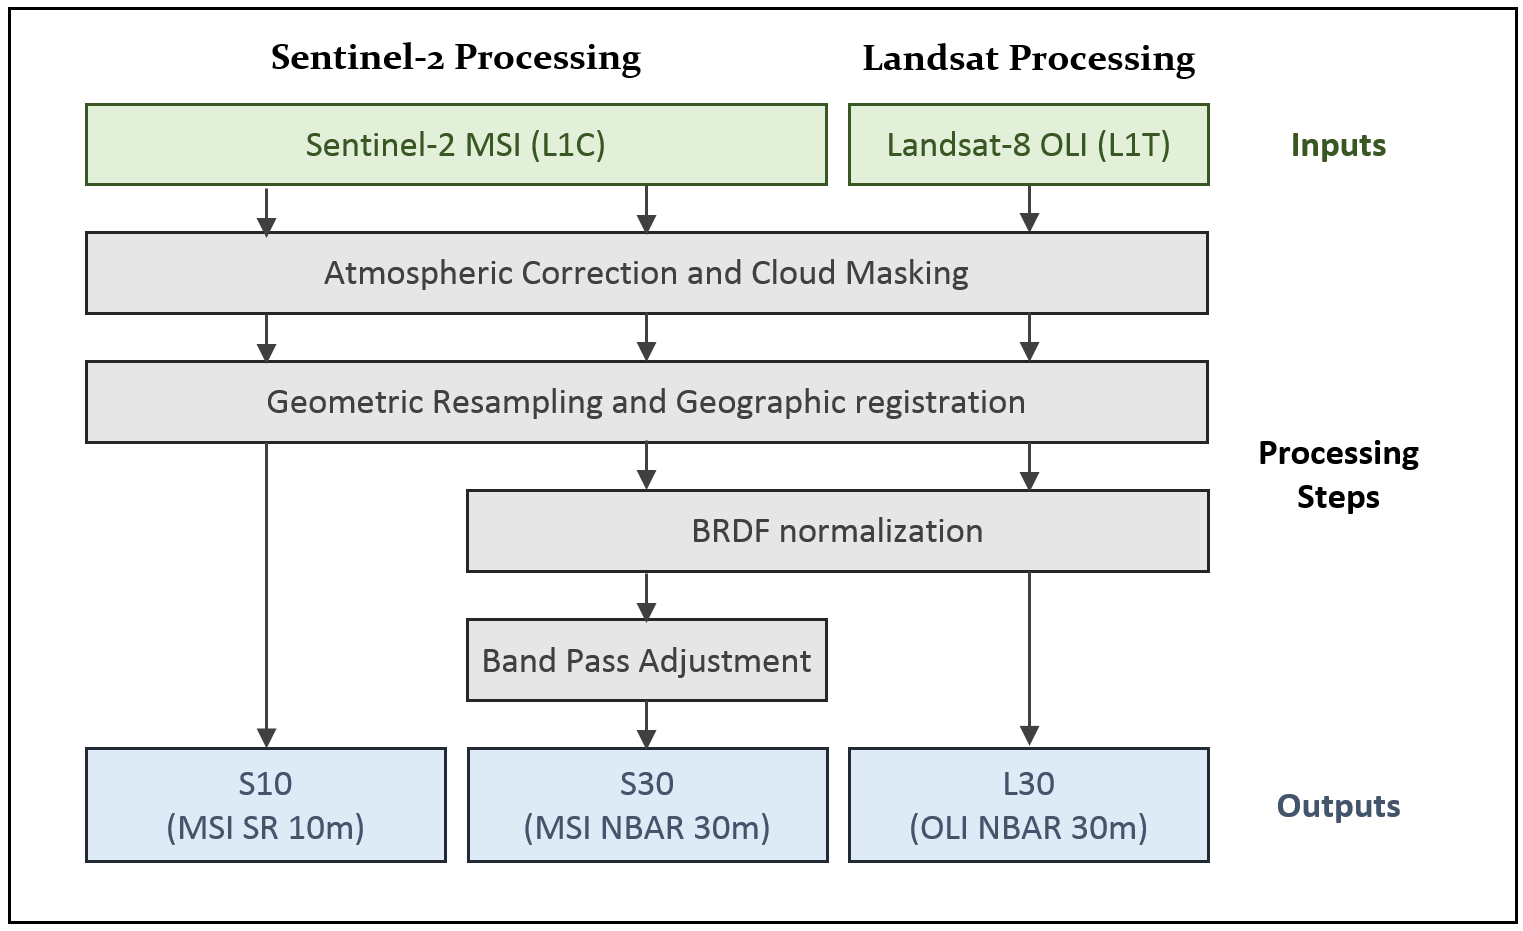 Sentinel-2 Processing
Landsat Processing
Sentinel-2 MSI (L1C)
Landsat-8 OLI (L1T)
Inputs
Atmospheric Correction and Cloud Masking
Geometric Resampling and Geographic registration
Processing
Steps
BRDF normalization
Band Pass Adjustment
S10
(MSI SR 10m)
S30
(MSI NBAR 30m)
L30
(OLI NBAR 30m)
Outputs